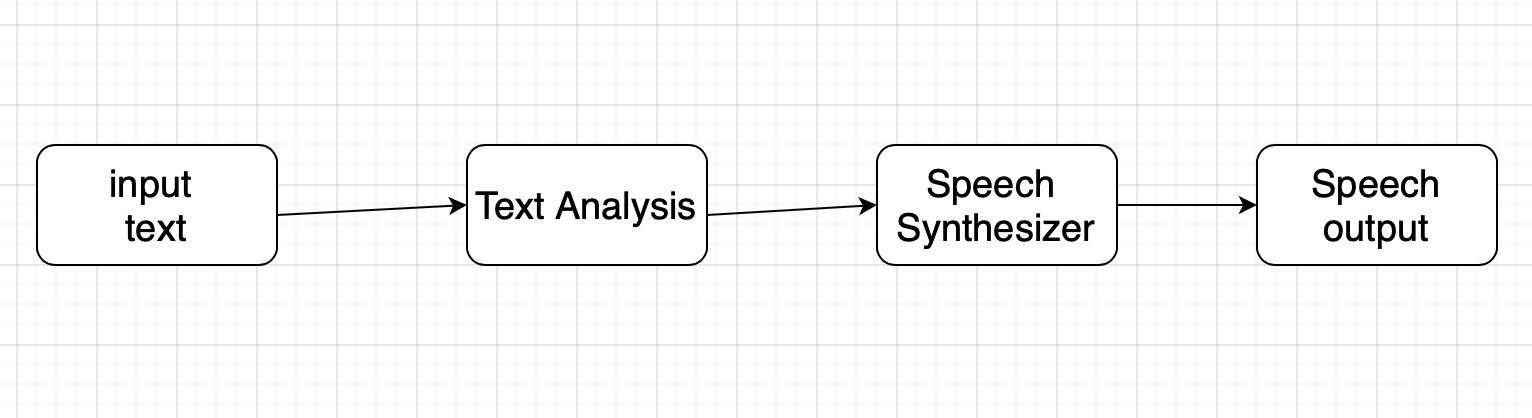 input
text
Text Analysis
Speech
Synthesizer
Speech
output